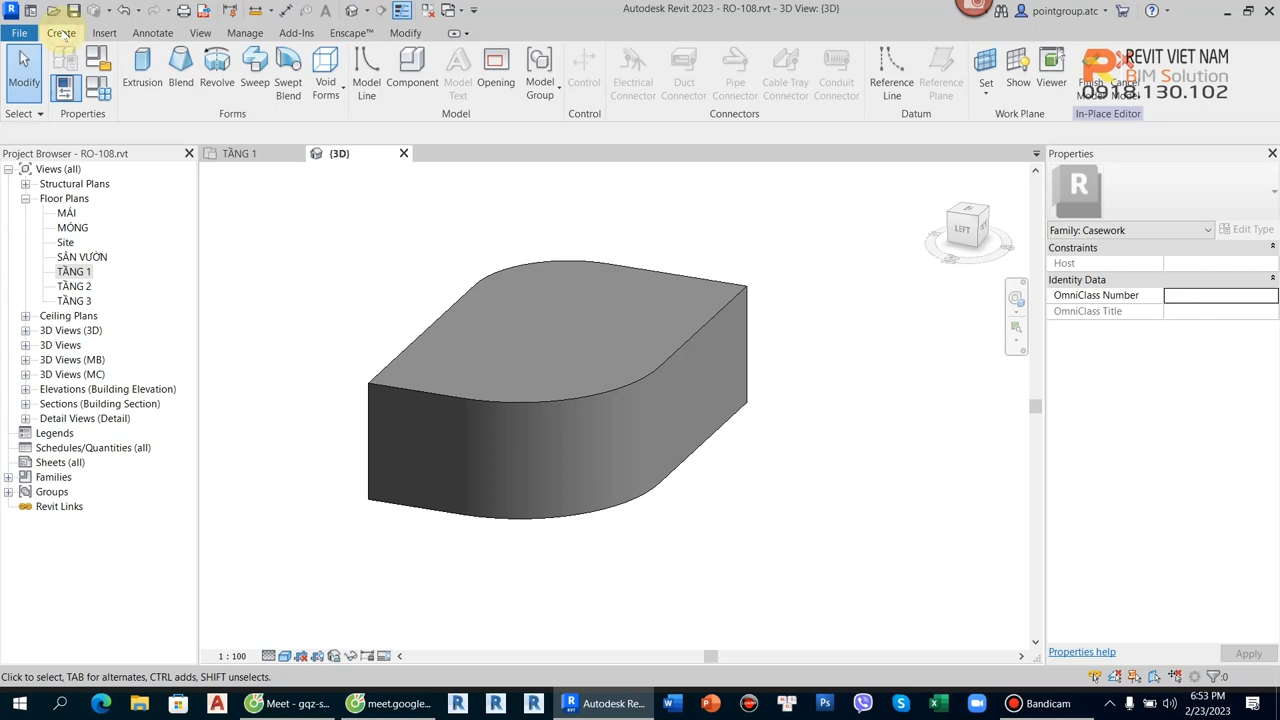 Autodesk Revit 2023 - RO-108.rvt - 3D View: {3D}
pointgroup.atc
File Create Insert Annotate View Manage Add-Ins Enscape™ Modify
Modify Extrusion Blend Revolve Sweep Swept Blend Void Forms Model Line Component Model Text Opening Model Group Control Electrical Connector Duct Connector Pipe Connector Cable Tray Connector Conduit Connector Reference Line Reference Plane Set Show Viewer
REVIT VIET NAM
BIM Solution
0918.130.102
Select Properties Forms Model Control Connectors Datum Work Plane In-Place Editor
Project Browser - RO-108.rvt
TẦNG 1 {3D}
Properties
Views (all)
Structural Plans
Floor Plans
MÁI
MÓNG
Site
SÂN VƯỜN
TẦNG 1
TẦNG 2
TẦNG 3
Ceiling Plans
3D Views (3D)
3D Views
3D Views (MB)
3D Views (MC)
Elevations (Building Elevation)
Sections (Building Section)
Detail Views (Detail)
Legends
Schedules/Quantities (all)
Sheets (all)
Families
Groups
Revit Links
LEFT
R
Family: Casework Edit Type
Constraints
Host
Identity Data
OmniClass Number
OmniClass Title
Properties help Apply
1 : 100
Click to select, TAB for alternates, CTRL adds, SHIFT unselects.
:0
Meet - gqz-s... meet.google... Autodesk Re... Bandicam
6:53 PM
2/23/2023